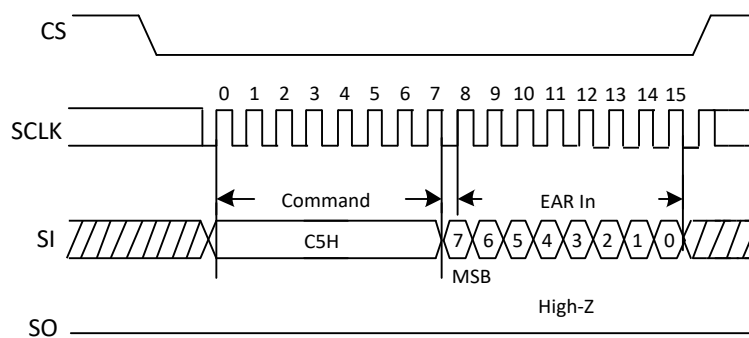 CS
0 1 2 3 4 5 6 7 8 9 10 11 12 13 14 15
SCLK
Command EAR In
SI C5H 7 6 5 4 3 2 1 0
MSB
High-Z
SO